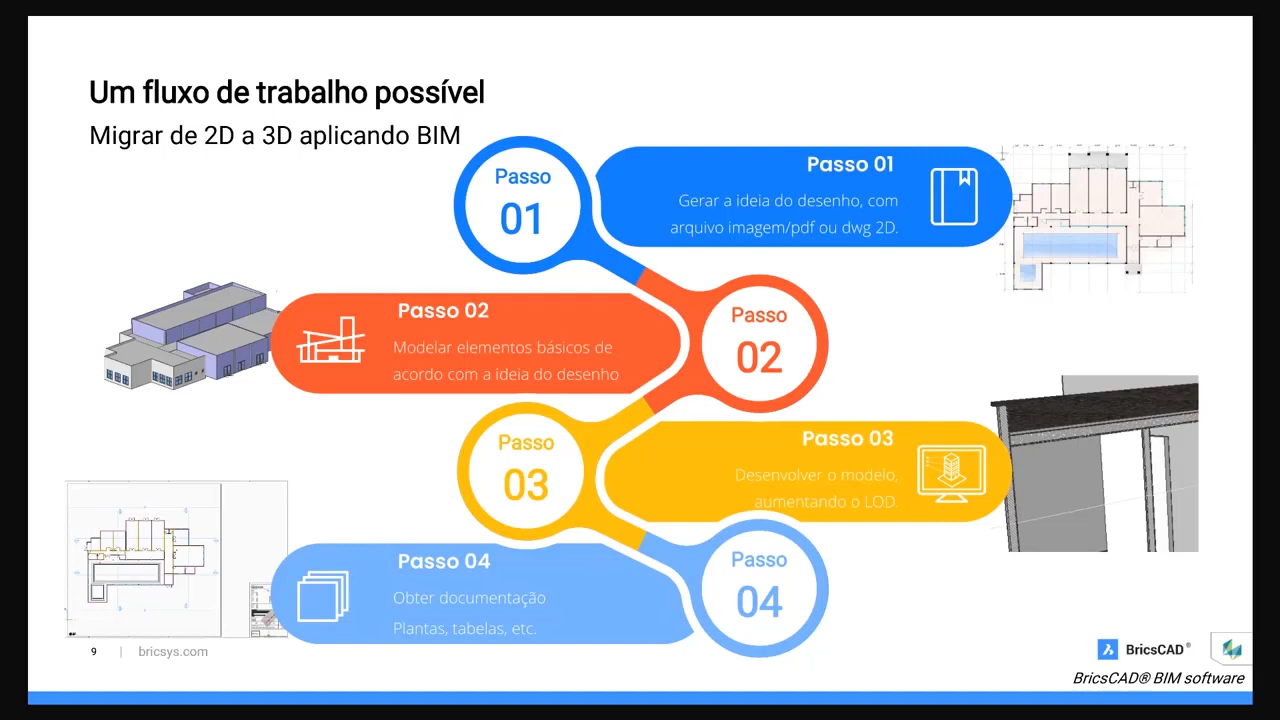 Um fluxo de trabalho possível
Migrar de 2D a 3D aplicando BIM
Passo
01
Passo 01
Gerar a ideia do desenho, com
arquivo imagem/pdf ou dwg 2D.
Passo 02
Modelar elementos básicos de
acordo com a ideia do desenho
Passo
02
Passo
03
Passo 03
Desenvolver o modelo,
aumentando o LOD.
Passo 04
Obter documentação
Plantas, tabelas, etc.
Passo
04
9 | bricsys.com
BricsCAD®
BricsCAD® BIM software